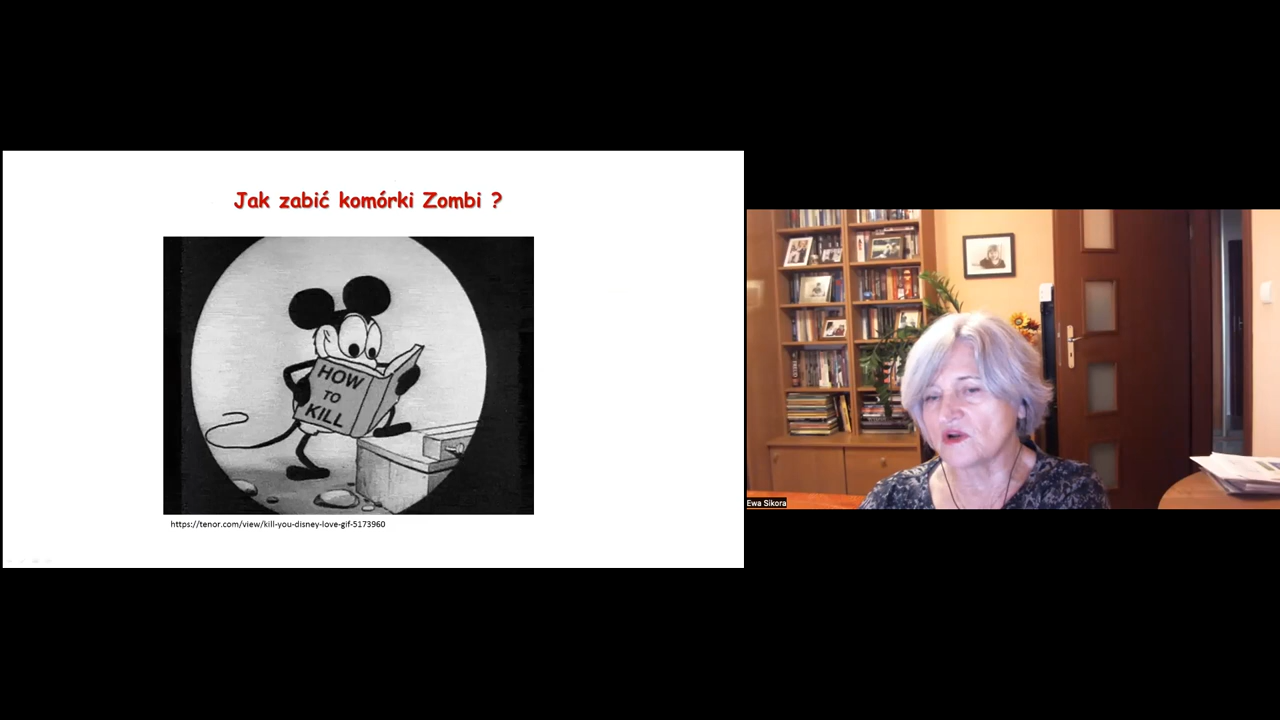 Jak zabić komórki Zombi ?
HOW
TO
KILL
https://tenor.com/view/kill-you-disney-love-gif-5173960
Ewa Sikora